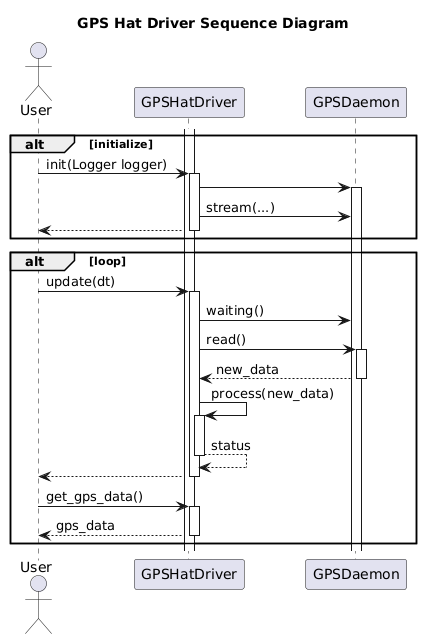 GPS Hat Driver Sequence Diagram
User
GPSHatDriver
GPSDaemon
alt [initialize]
init(Logger logger)
stream(...)
alt [loop]
update(dt)
waiting()
read()
new_data
process(new_data)
status
get_gps_data()
gps_data
User
GPSHatDriver
GPSDaemon